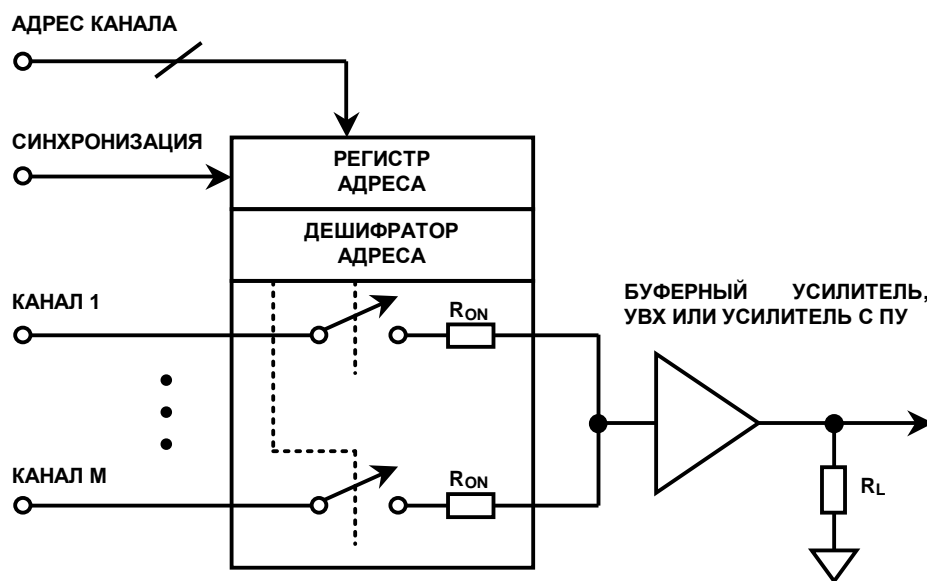 АДРЕС КАНАЛА
СИНХРОНИЗАЦИЯ
РЕГИСТР
АДРЕСА
ДЕШИФРАТОР
АДРЕСА
КАНАЛ 1
RON
БУФЕРНЫЙ УСИЛИТЕЛЬ,
УВХ ИЛИ УСИЛИТЕЛЬ С ПУ
КАНАЛ M
RON
RL